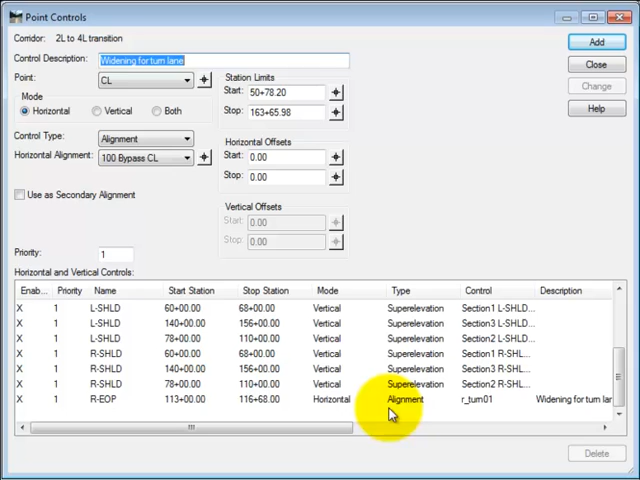 Point Controls
Corridor: 2L to 4L transition
Control Description: Widening for turn lane
Add
Point: CL
Station Limits
Close
Start: 50+78.20
Mode
Change
Horizontal Vertical Both
Stop: 163+65.98
Help
Control Type: Alignment
Horizontal Offsets
Horizontal Alignment: 100 Bypass CL
Start: 0.00
Stop: 0.00
Use as Secondary Alignment
Vertical Offsets
Start: 0.00
Stop: 0.00
Priority: 1
Horizontal and Vertical Controls:
Enab... Priority Name Start Station Stop Station Mode Type Control Description
X 1 L-SHLD 60+00.00 68+00.00 Vertical Superelevation Section1 L-SHLD...
X 1 L-SHLD 140+00.00 156+00.00 Vertical Superelevation Section3 L-SHLD...
X 1 L-SHLD 78+00.00 110+00.00 Vertical Superelevation Section2 L-SHLD...
X 1 R-SHLD 60+00.00 68+00.00 Vertical Superelevation Section1 R-SHL...
X 1 R-SHLD 140+00.00 156+00.00 Vertical Superelevation Section3 R-SHL...
X 1 R-SHLD 78+00.00 110+00.00 Vertical Superelevation Section2 R-SHL...
X 1 R-EOP 113+00.00 116+68.00 Horizontal Alignment r_turn01 Widening for turn lar
Delete